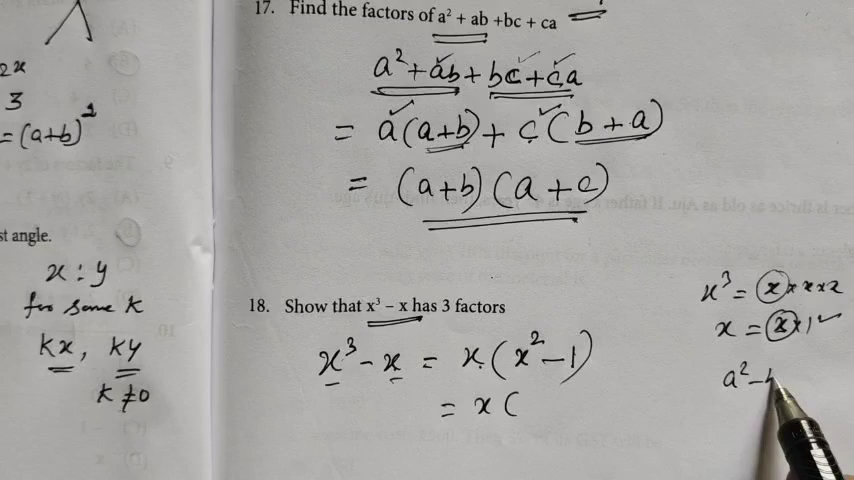 2x
3
= (a+b)²
st angle.
x : y
for some k
kx, ky
k ≠ 0
17. Find the factors of a² + ab +bc + ca
a² + ab + bc + ca
= a(a+b) + c(b+a)
= (a+b)(a+c)
18. Show that x³ – x has 3 factors
x³ - x = x(x² - 1)
= x(
x³ = x × x × x
x = x × 1
a² -